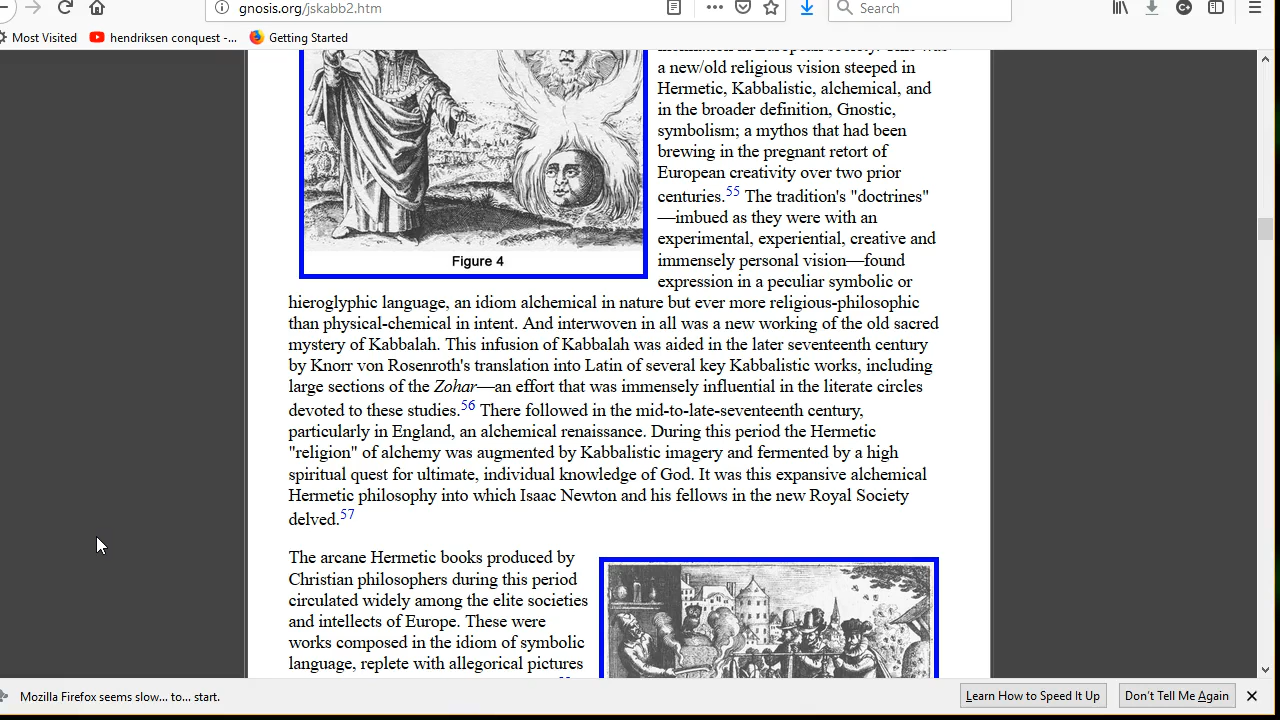 gnosis.org/jskabb2.htm
Search
Most Visited
hendriksen conquest -...
Getting Started
a new/old religious vision steeped in
Hermetic, Kabbalistic, alchemical, and
in the broader definition, Gnostic,
symbolism; a mythos that had been
brewing in the pregnant retort of
European creativity over two prior
centuries.55 The tradition's "doctrines"
—imbued as they were with an
experimental, experiential, creative and
immensely personal vision—found
expression in a peculiar symbolic or
Figure 4
hieroglyphic language, an idiom alchemical in nature but ever more religious-philosophic
than physical-chemical in intent. And interwoven in all was a new working of the old sacred
mystery of Kabbalah. This infusion of Kabbalah was aided in the later seventeenth century
by Knorr von Rosenroth's translation into Latin of several key Kabbalistic works, including
large sections of the Zohar—an effort that was immensely influential in the literate circles
devoted to these studies.56 There followed in the mid-to-late-seventeenth century,
particularly in England, an alchemical renaissance. During this period the Hermetic
"religion" of alchemy was augmented by Kabbalistic imagery and fermented by a high
spiritual quest for ultimate, individual knowledge of God. It was this expansive alchemical
Hermetic philosophy into which Isaac Newton and his fellows in the new Royal Society
delved.57
The arcane Hermetic books produced by
Christian philosophers during this period
circulated widely among the elite societies
and intellects of Europe. These were
works composed in the idiom of symbolic
language, replete with allegorical pictures
Mozilla Firefox seems slow... to... start.
Learn How to Speed It Up
Don't Tell Me Again